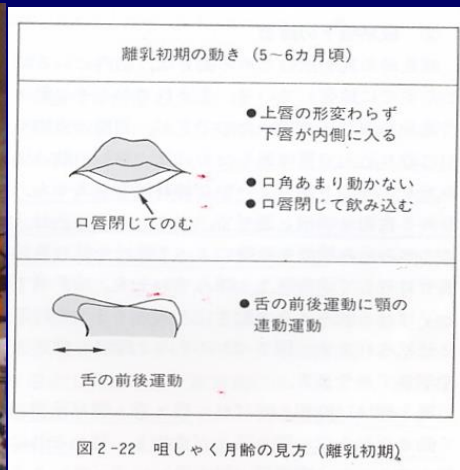 離乳初期の動き（5～6カ月頃）
●上唇の形変わらず
下唇が内側に入る
●口角あまり動かない
●口唇閉じて飲み込む
口唇閉じてのむ
●舌の前後運動に顎の
連動運動
舌の前後運動
図2-22 咀しゃく月齢の見方（離乳初期）